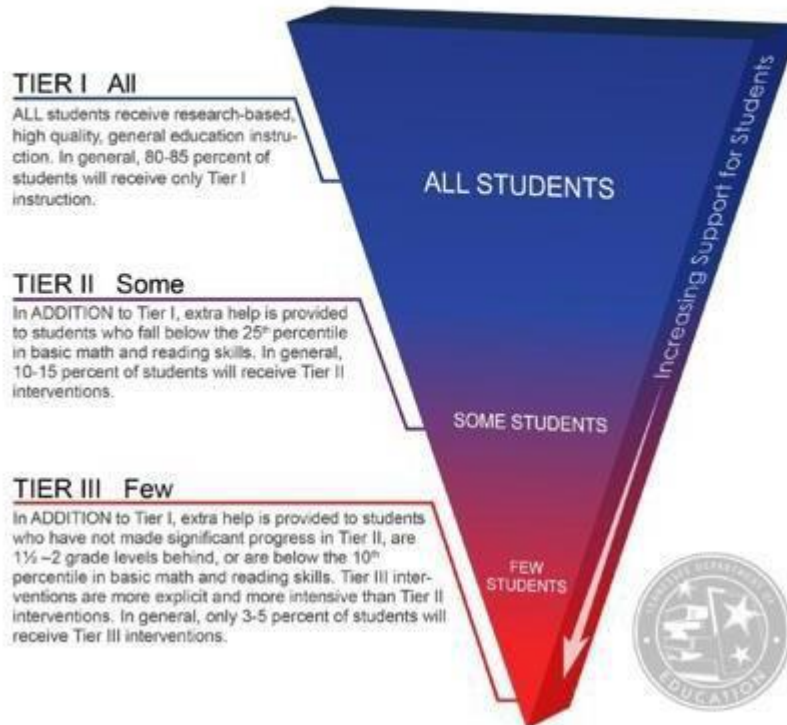 TIER I All
ALL students receive research-based,
high quality, general education instruc-
tion. In general, 80-85 percent of
students will receive only Tier I
instruction.
ALL STUDENTS
Increasing Support for Students
TIER II Some
In ADDITION to Tier I, extra help is provided
to students who fall below the 25th percentile
in basic math and reading skills. In general,
10-15 percent of students will receive Tier II
interventions.
SOME STUDENTS
TIER III Few
In ADDITION to Tier I, extra help is provided to students
who have not made significant progress in Tier II, are
1½ –2 grade levels behind, or are below the 10th
percentile in basic math and reading skills. Tier III inter-
ventions are more explicit and more intensive than Tier II
interventions. In general, only 3-5 percent of students will
receive Tier III interventions.
FEW
STUDENTS
TENNESSEE DEPARTMENT OF
EDUCATION